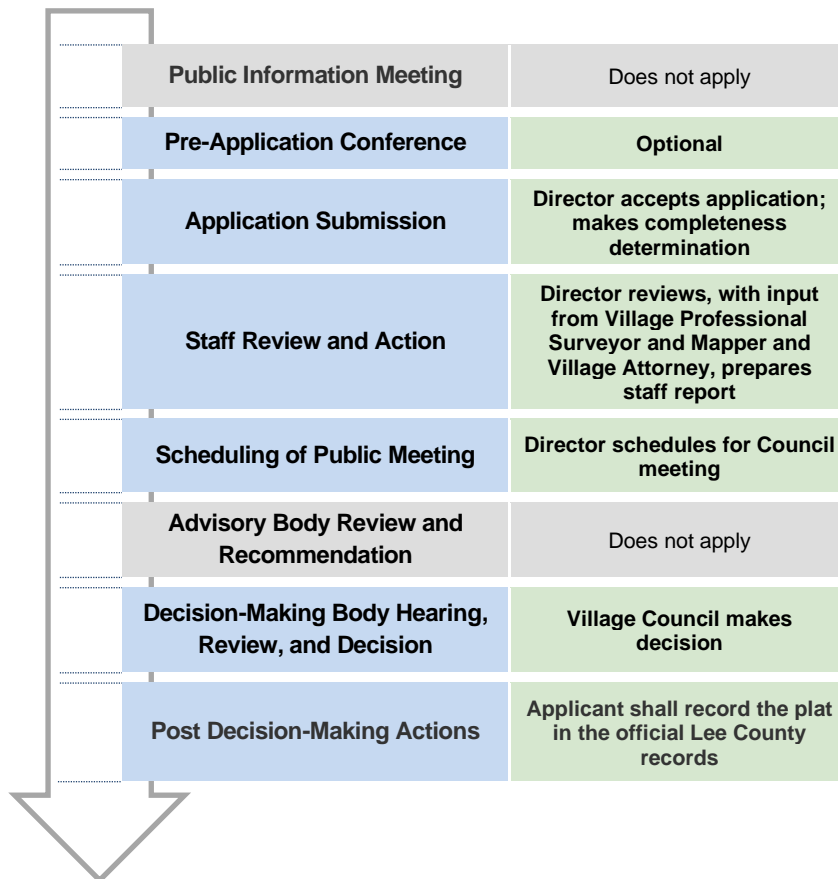 Public Information Meeting
Does not apply
Pre-Application Conference
Optional
Application Submission
Director accepts application;
makes completeness
determination
Staff Review and Action
Director reviews, with input
from Village Professional
Surveyor and Mapper and
Village Attorney, prepares
staff report
Scheduling of Public Meeting
Director schedules for Council
meeting
Advisory Body Review and
Recommendation
Does not apply
Decision-Making Body Hearing,
Review, and Decision
Village Council makes
decision
Post Decision-Making Actions
Applicant shall record the plat
in the official Lee County
records